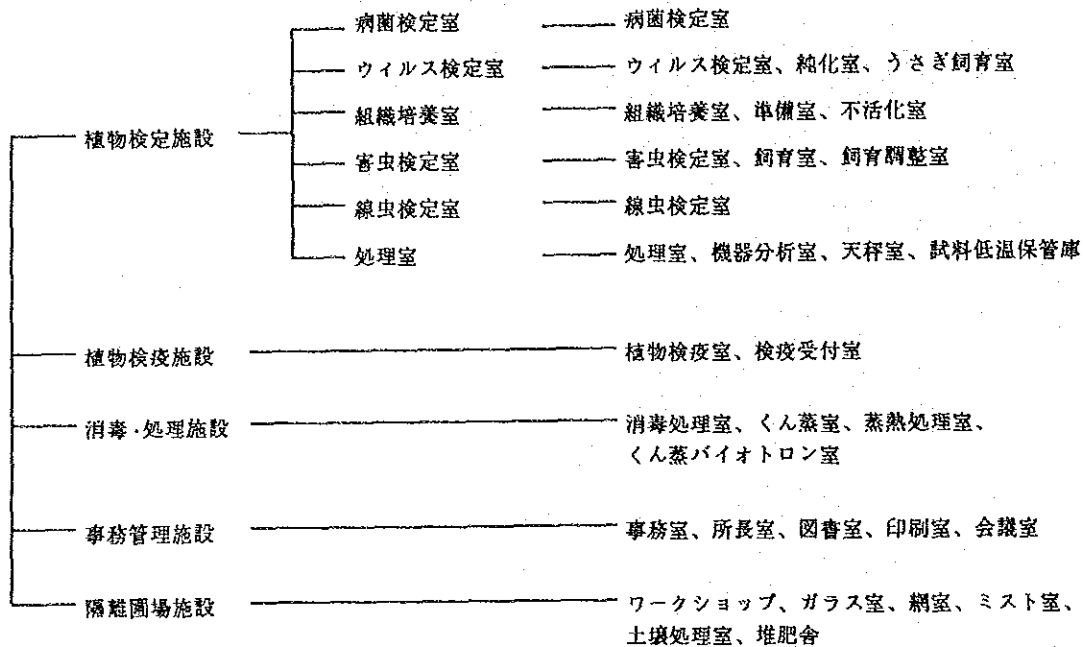 病菌検定室 病菌検定室
ウィルス検定室 ウィルス検定室、純化室、うさぎ飼育室
組織培養室 組織培養室、準備室、不活化室
植物検定施設
害虫検定室 害虫検定室、飼育室、飼育調整室
線虫検定室 線虫検定室
処理室 処理室、機器分析室、天秤室、試料低温保管庫
植物検疫施設 植物検疫室、検疫受付室
消毒・処理施設 消毒処理室、くん蒸室、蒸熱処理室、
くん蒸バイオトロン室
事務管理施設 事務室、所長室、図書室、印刷室、会議室
隔離圃場施設 ワークショップ、ガラス室、網室、ミスト室、
土壌処理室、堆肥舎